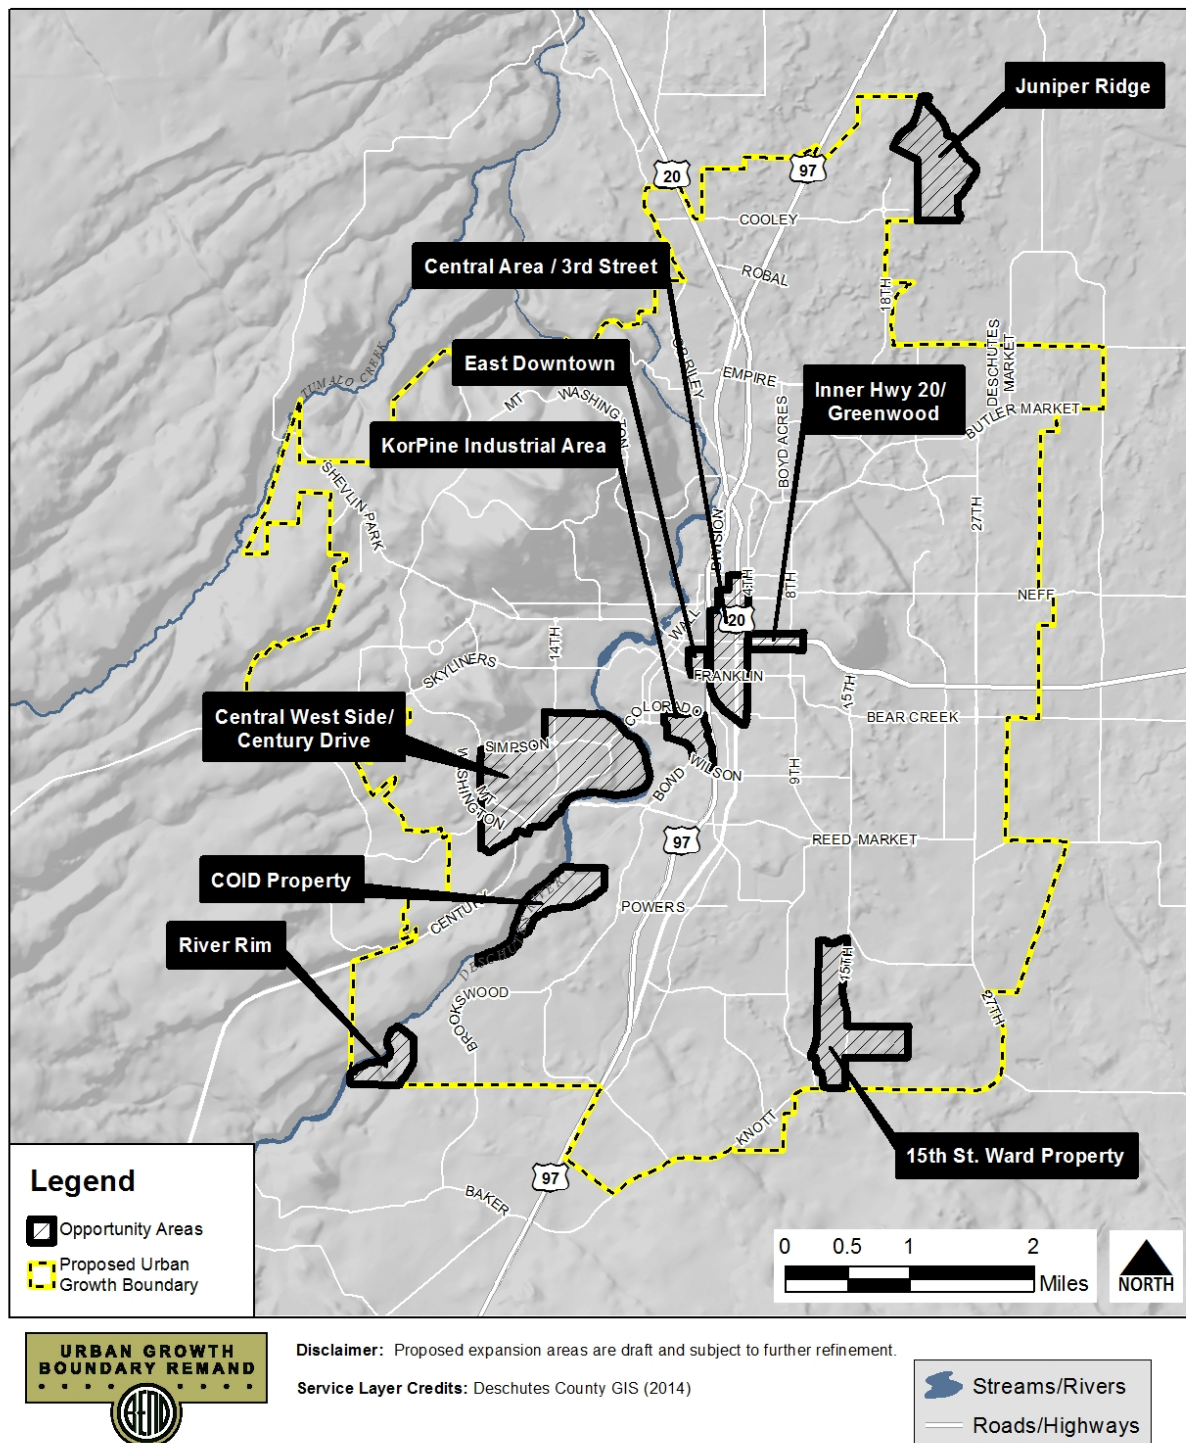 Juniper Ridge
20
97
COOLEY
Central Area / 3rd Street
ROBAL
18TH
TUMALO CREEK
East Downtown
OB RILEY
EMPIRE
DESCHUTES
MARKET
Inner Hwy 20/
Greenwood
MT
WASHINGTON
BOYD ACRES
BUTLER MARKET
KorPine Industrial Area
SHEVLIN PARK
27TH
DIVISION
4TH
8TH
NEFF
20
WALL
14TH
FRANKLIN
SKYLINERS
15TH
Central West Side/
Century Drive
COLORADO
BEAR CREEK
SIMPSON
WILSON
9TH
MT
WASHINGTON
BOND
97
REED MARKET
COID Property
CENTURY
POWERS
DESCHUTES RIVER
River Rim
15TH
BROOKSWOOD
27TH
KNOTT
15th St. Ward Property
97
BAKER
Legend
Opportunity Areas
Proposed Urban
Growth Boundary
0 0.5 1 2
Miles
NORTH
URBAN GROWTH
BOUNDARY REMAND
BEND
Disclaimer: Proposed expansion areas are draft and subject to further refinement.
Service Layer Credits: Deschutes County GIS (2014)
Streams/Rivers
Roads/Highways